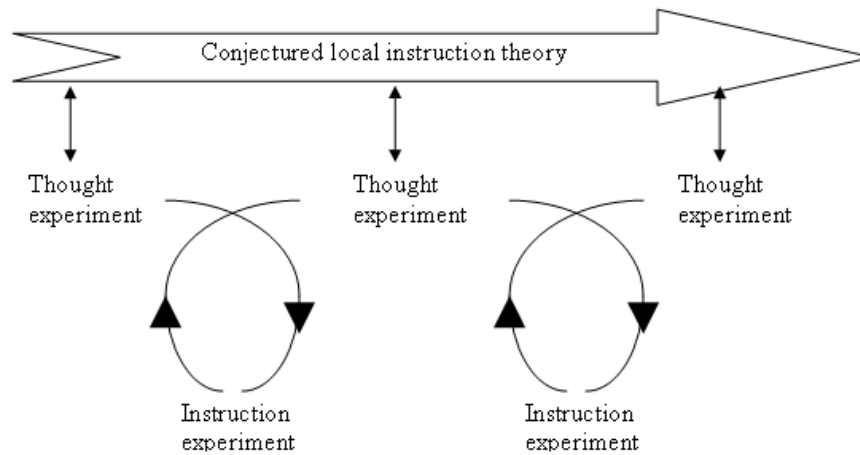 Conjectured local instruction theory
Thought
experiment
Thought
experiment
Thought
experiment
Instruction
experiment
Instruction
experiment